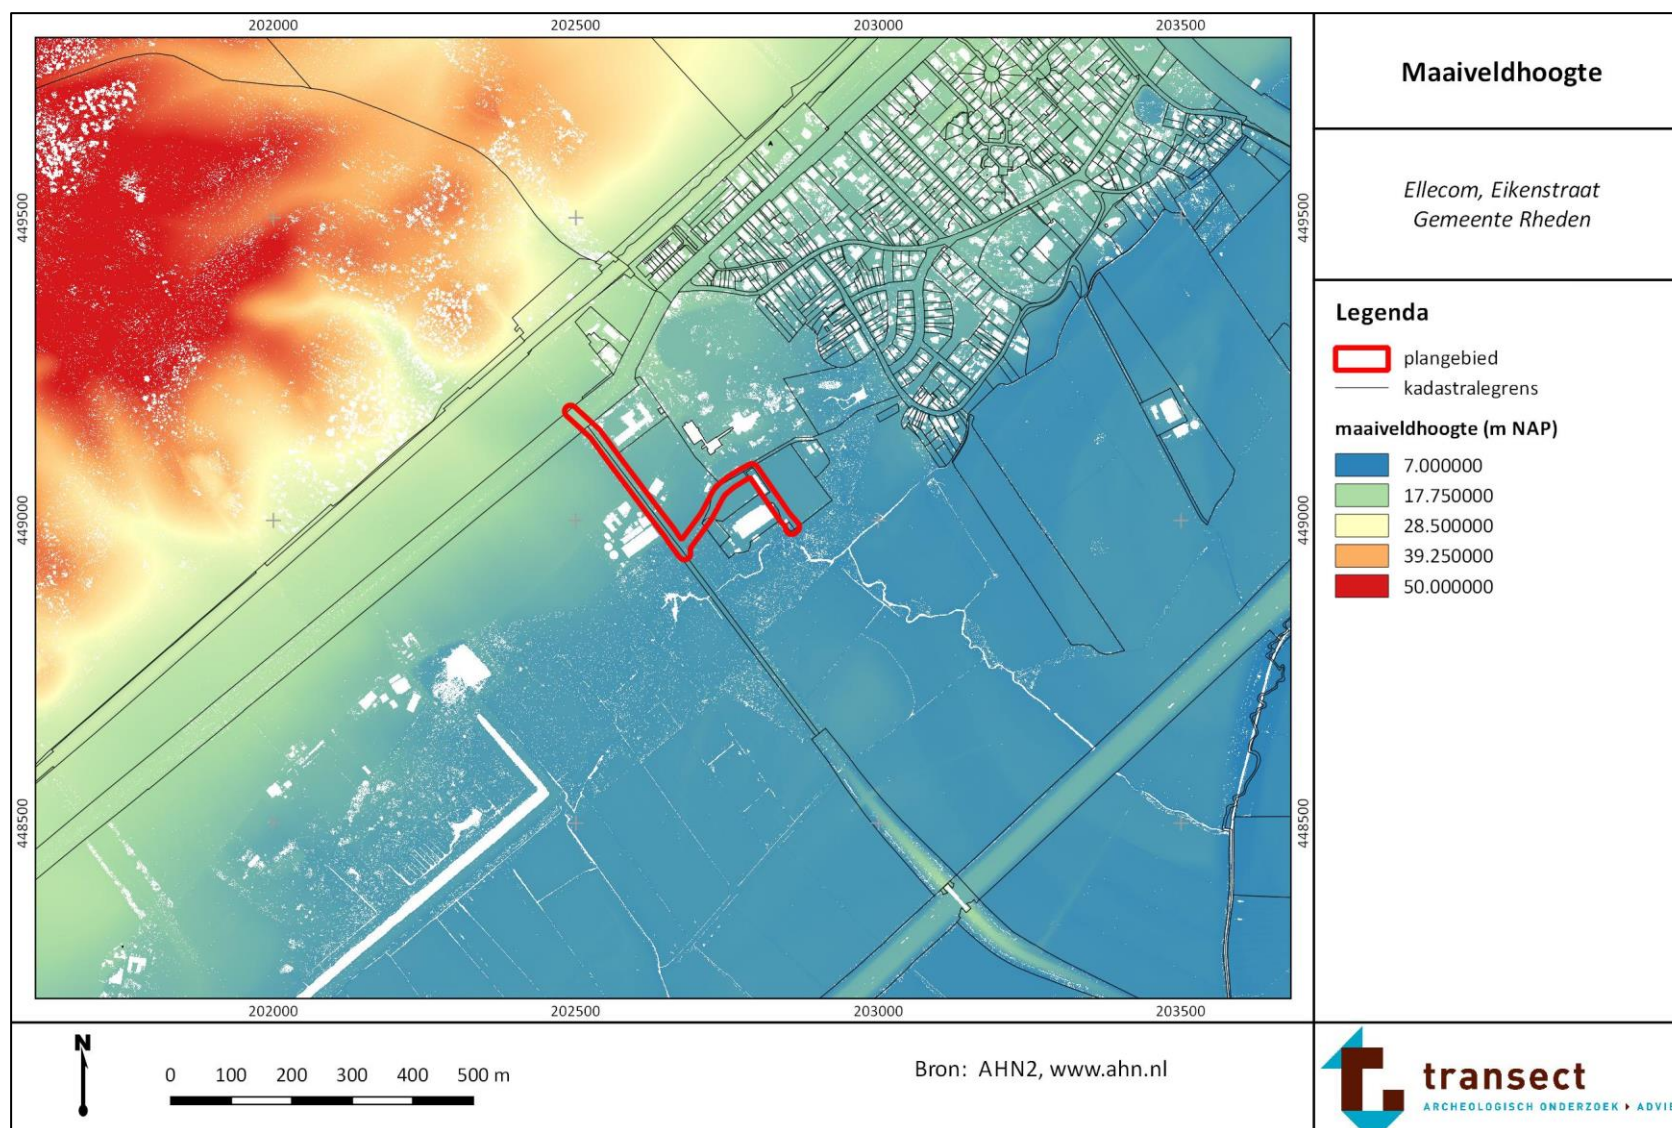 202000 202500 203000 203500
449500
449000
448500
449500
449000
448500
202000 202500 203000 203500
Maaiveldhoogte
Ellecom, Eikenstraat
Gemeente Rheden
Legenda
plangebied
kadastralegrens
maaiveldhoogte (m NAP)
7.000000
17.750000
28.500000
39.250000
50.000000
N
0 100 200 300 400 500 m
Bron: AHN2, www.ahn.nl
transect
ARCHEOLOGISCH ONDERZOEK ▸ ADVIE